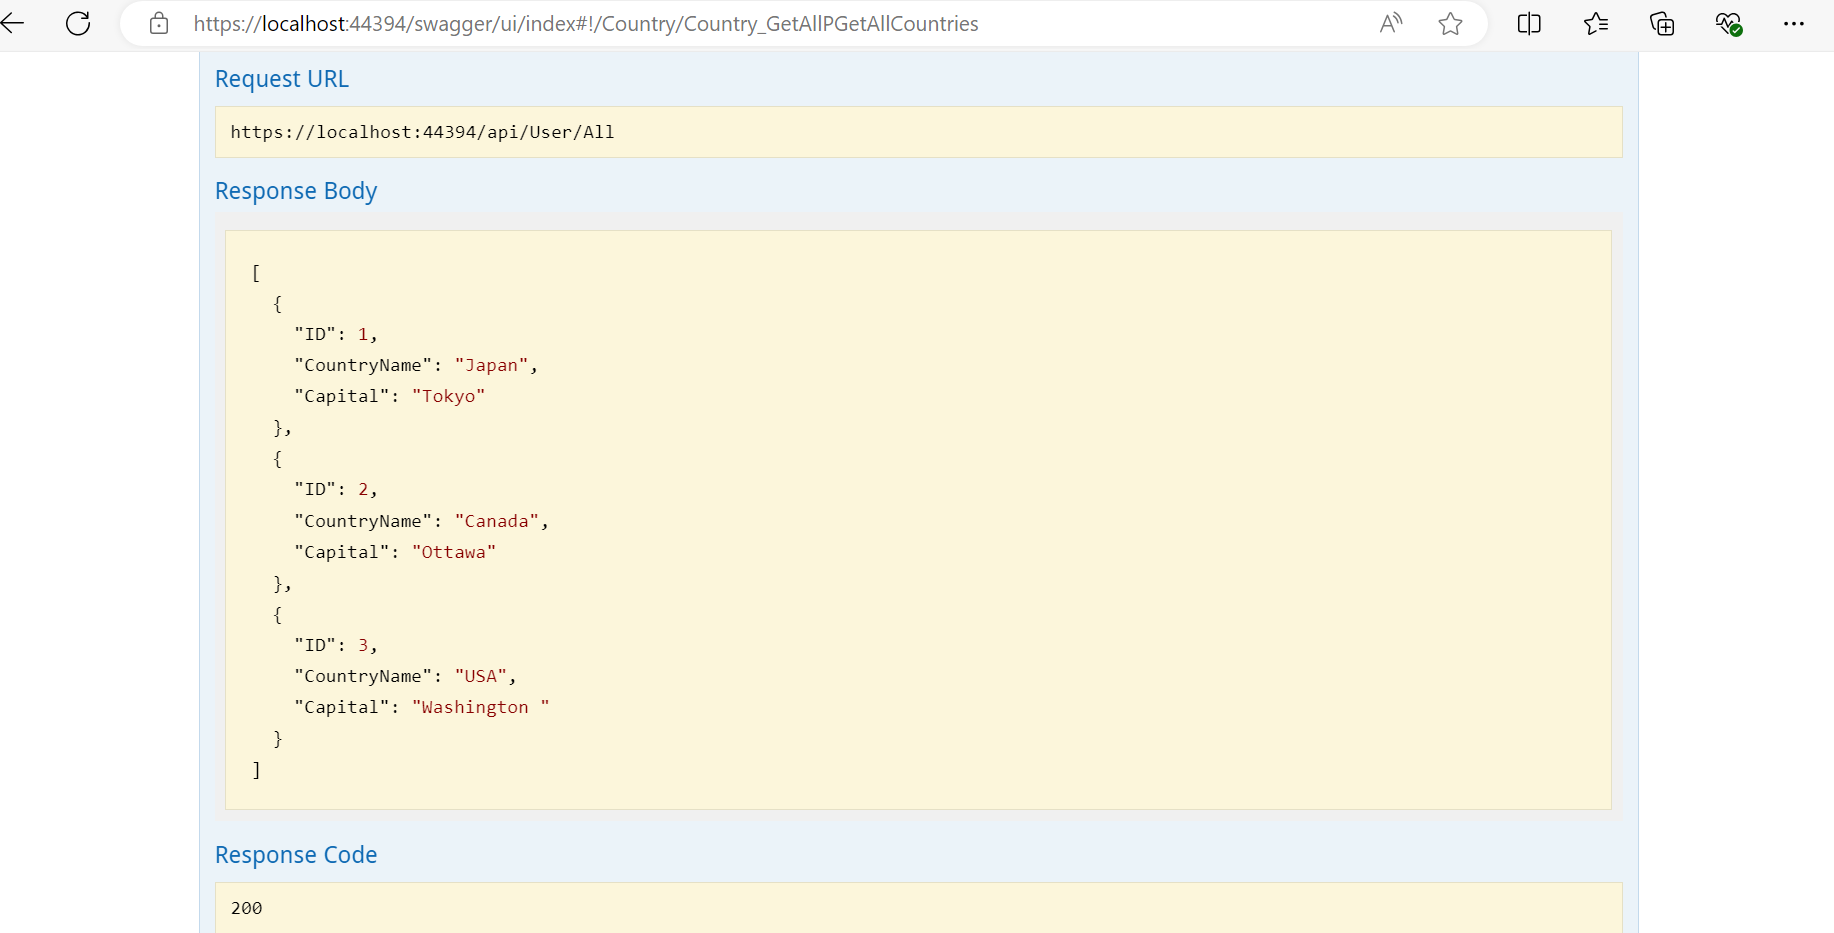 https://localhost:44394/swagger/ui/index#!/Country/Country_GetAllPGetAllCountries
Request URL
https://localhost:44394/api/User/All
Response Body
[
{
"ID": 1,
"CountryName": "Japan",
"Capital": "Tokyo"
},
{
"ID": 2,
"CountryName": "Canada",
"Capital": "Ottawa"
},
{
"ID": 3,
"CountryName": "USA",
"Capital": "Washington "
}
]
Response Code
200